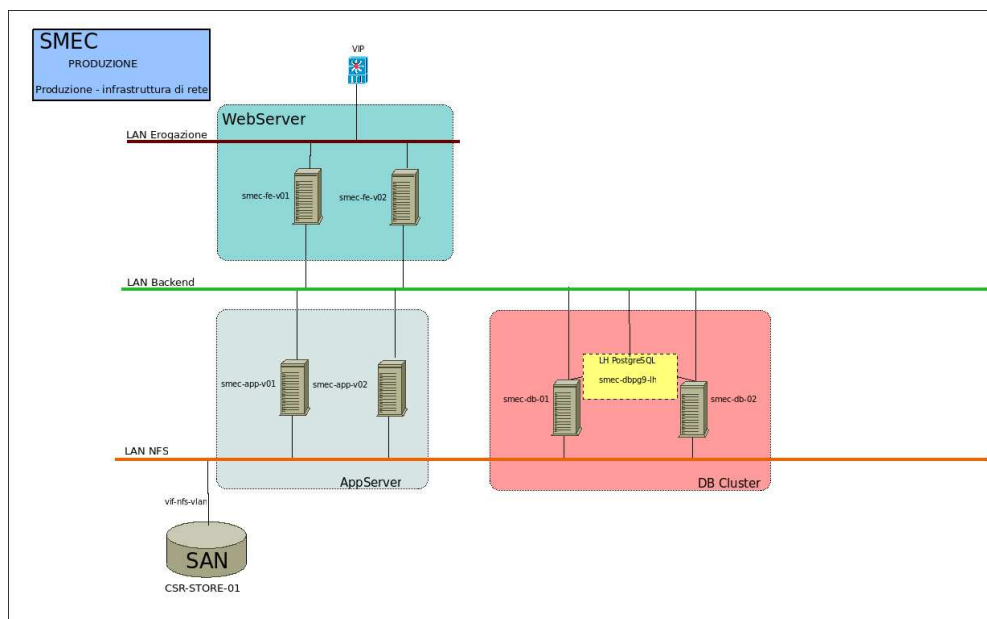 SMEC
PRODUZIONE
Produzione - infrastruttura di rete
VIP
WebServer
LAN Erogazione
smec-fe-v01
smec-fe-v02
LAN Backend
LH PostgreSQL
smec-dbpg9-lh
smec-app-v01
smec-app-v02
smec-db-01
smec-db-02
LAN NFS
AppServer
DB Cluster
vif-nfs-vlan
SAN
CSR-STORE-01